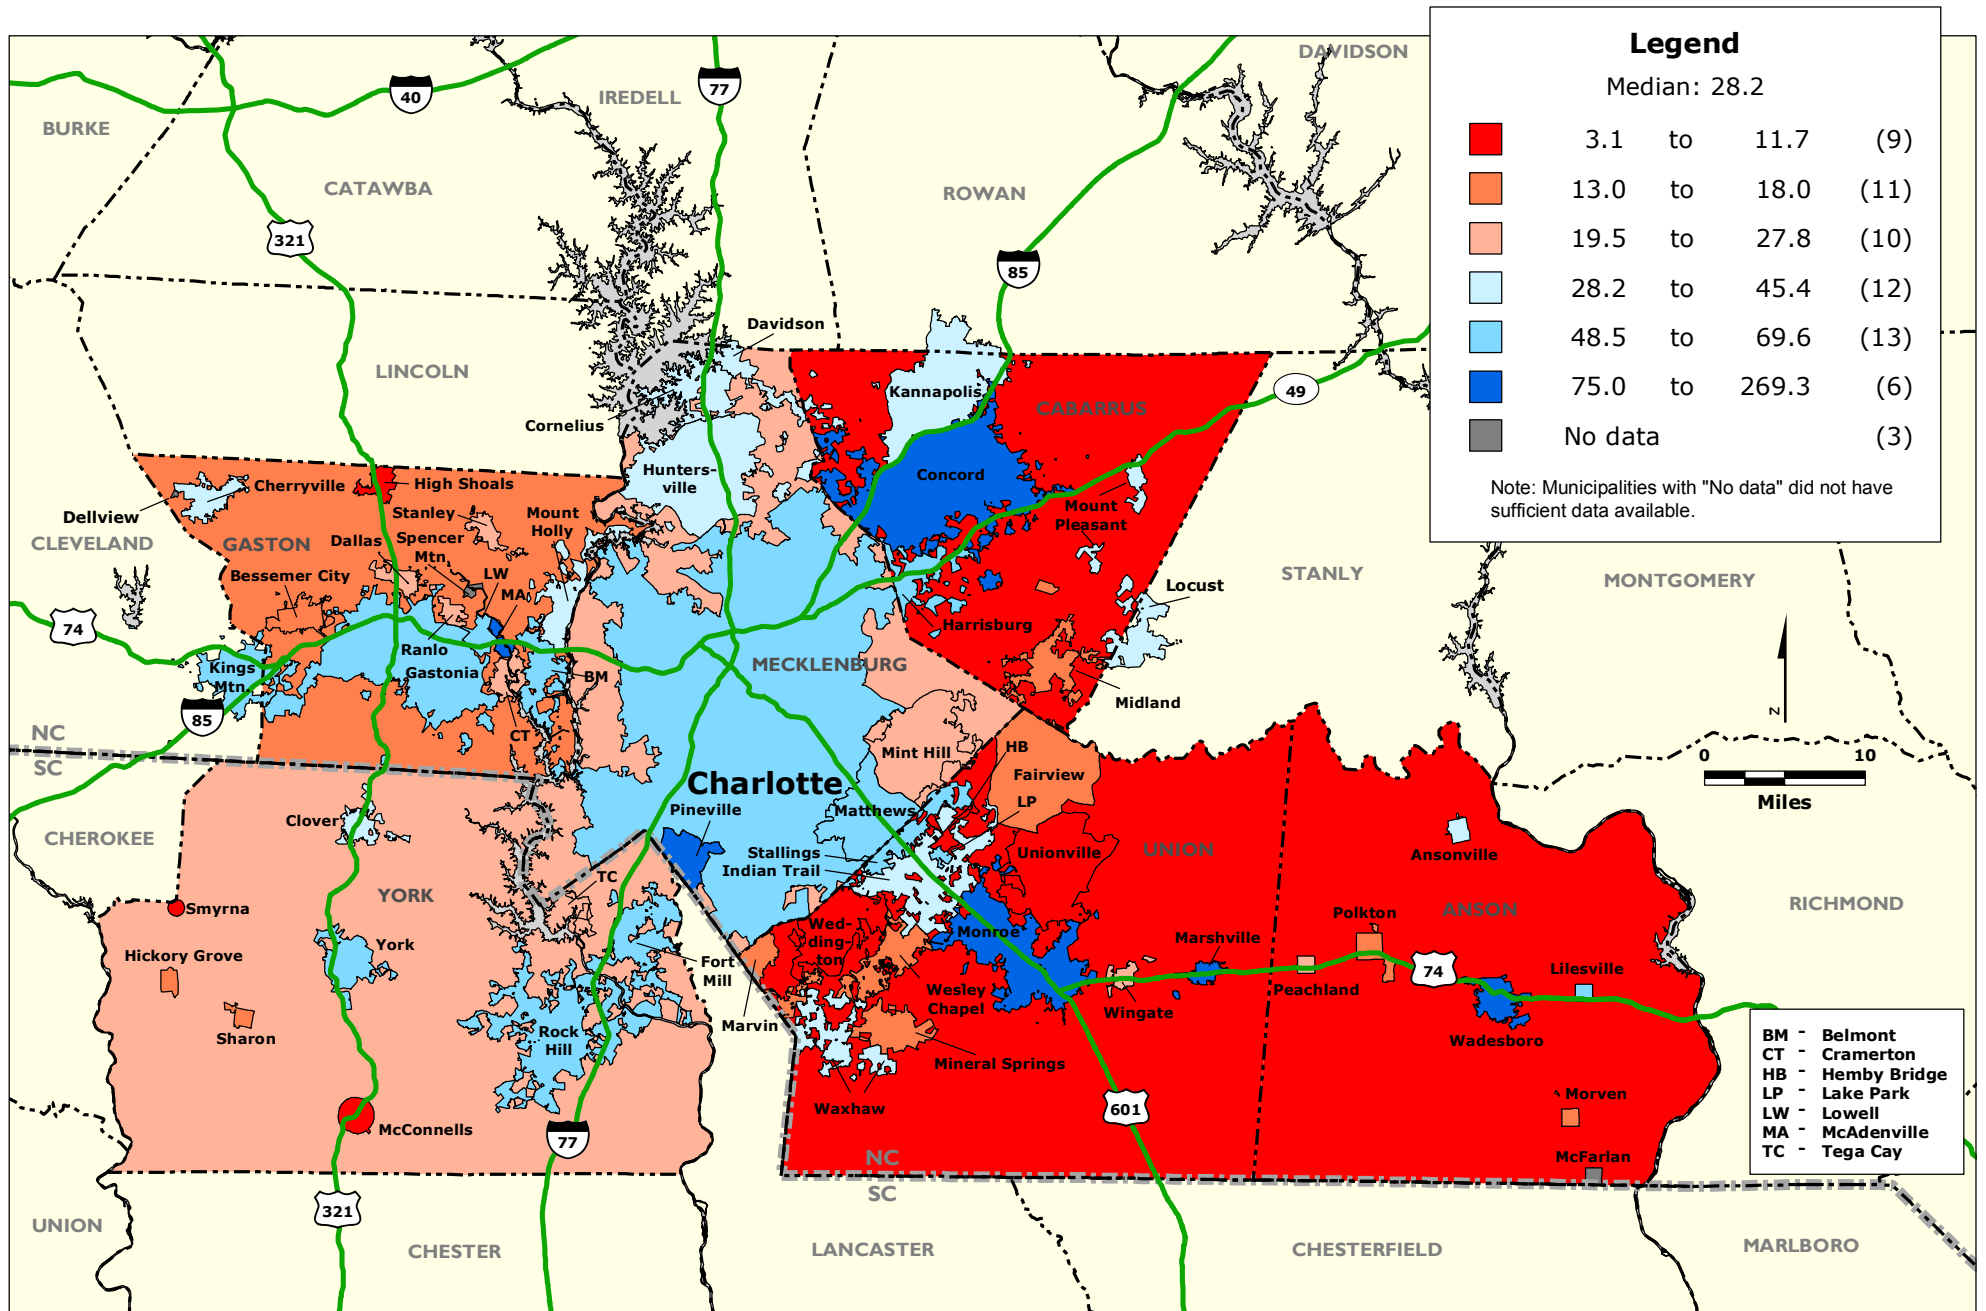 Legend
Median: 28.2
3.1 to 11.7 (9)
13.0 to 18.0 (11)
19.5 to 27.8 (10)
28.2 to 45.4 (12)
48.5 to 69.6 (13)
75.0 to 269.3 (6)
No data (3)
Note: Municipalities with "No data" did not have
sufficient data available.
DAVIDSON
IREDELL
40
77
BURKE
CATAWBA
ROWAN
321
85
Davidson
LINCOLN
Kannapolis
49
CABARRUS
Cornelius
Hunters-
ville
Concord
Cherryville
High Shoals
Dellview
Stanley
Mount
Holly
Mount
Pleasant
CLEVELAND
GASTON
Dallas
Spencer
Mtn.
LW
Bessemer City
MA
STANLY
MONTGOMERY
Locust
74
Harrisburg
Ranlo
Kings
Mtn.
Gastonia
BM
MECKLENBURG
Midland
85
CT
NC
SC
Mint Hill
HB
Fairview
LP
N
0 10
Miles
Charlotte
Pineville
Matthews
Clover
CHEROKEE
Stallings
Indian Trail
Unionville
UNION
Ansonville
TC
YORK
Smyrna
Polkton
ANSON
RICHMOND
Wed-
ding-
ton
Monroe
Marshville
York
Hickory Grove
Fort
Mill
74
Lilesville
Peachland
Wesley
Chapel
Wingate
Marvin
Rock
Hill
Sharon
Wadesboro
Mineral Springs
BM - Belmont
CT - Cramerton
HB - Hemby Bridge
LP - Lake Park
LW - Lowell
MA - McAdenville
TC - Tega Cay
Morven
Waxhaw
601
McConnells
77
McFarlan
NC
SC
321
UNION
CHESTER
LANCASTER
CHESTERFIELD
MARLBORO